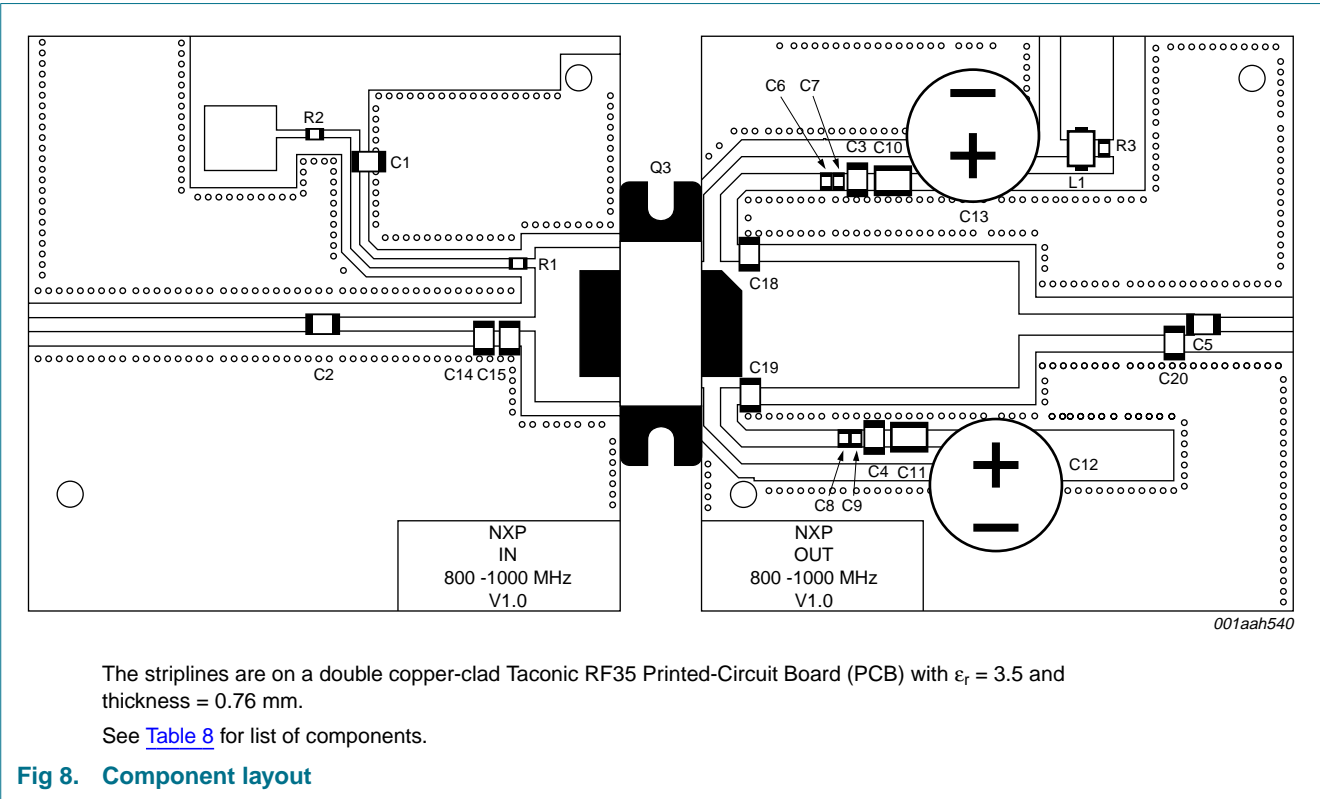 C6 C7
R2
C1
Q3
C3 C10
R3
L1
C13
R1
C18
C2
C14 C15
C19
C5
C20
C4 C11
C12
C8 C9
NXP
IN
800 -1000 MHz
V1.0
NXP
OUT
800 -1000 MHz
V1.0
001aah540
The striplines are on a double copper-clad Taconic RF35 Printed-Circuit Board (PCB) with εr = 3.5 and
thickness = 0.76 mm.
See Table 8 for list of components.
Fig 8. Component layout